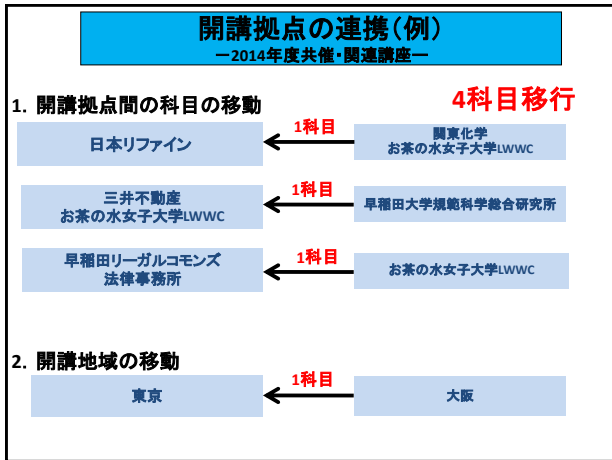 開講拠点の連携(例)
ー2014年度共催・関連講座ー
1. 開講拠点間の科目の移動
4科目移行
日本リファイン
1科目
関東化学
お茶の水女子大学LWWC
三井不動産
お茶の水女子大学LWWC
1科目
早稲田大学規範科学総合研究所
早稲田リーガルコモンズ
法律事務所
1科目
お茶の水女子大学LWWC
2. 開講地域の移動
東京
1科目
大阪